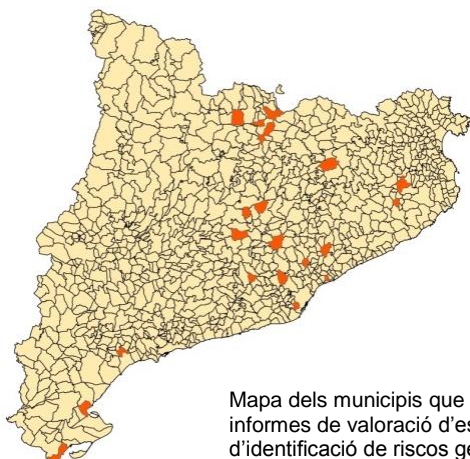 Mapa dels municipis que
informes de valoració d'es
d'identificació de riscos ge